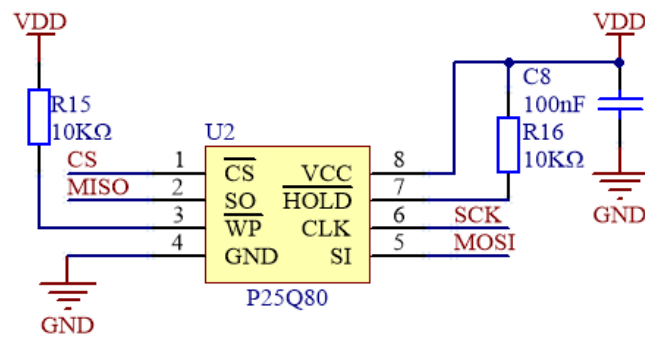 VDD
VDD
R15
10KΩ
C8
100nF
U2
R16
10KΩ
CS
1
CS
VCC
8
MISO
2
SO
HOLD
7
3
WP
CLK
6
SCK
4
GND
SI
5
MOSI
GND
P25Q80
GND